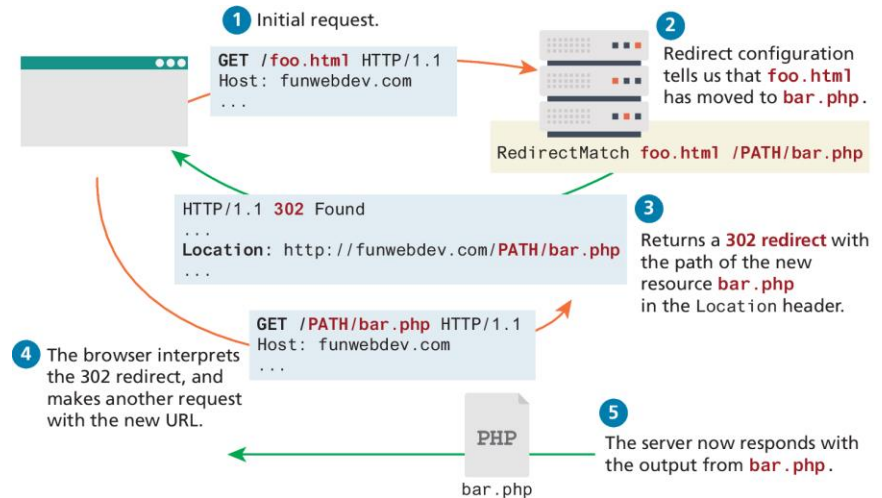 1 Initial request.
GET /foo.html HTTP/1.1
Host: funwebdev.com
...
2
Redirect configuration
tells us that foo.html
has moved to bar.php.
RedirectMatch foo.html /PATH/bar.php
HTTP/1.1 302 Found
...
Location: http://funwebdev.com/PATH/bar.php
...
3
Returns a 302 redirect with
the path of the new
resource bar.php
in the Location header.
GET /PATH/bar.php HTTP/1.1
Host: funwebdev.com
...
4 The browser interprets
the 302 redirect, and
makes another request
with the new URL.
PHP
bar.php
5
The server now responds with
the output from bar.php.